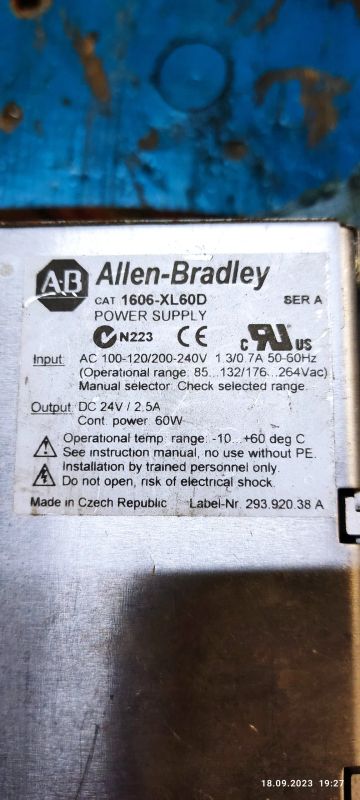 AB Allen-Bradley
CAT 1606-XL60D SER A
POWER SUPPLY
N223 CE c RU US
Input: AC 100-120/200-240V 1.3/0.7A 50-60Hz
(Operational range: 85...132/176...264Vac)
Manual selector: Check selected range.
Output: DC 24V / 2.5A
Cont. power: 60W
Operational temp. range: -10...+60 deg C
See instruction manual, no use without PE.
Installation by trained personnel only.
Do not open, risk of electrical shock.
Made in Czech Republic Label-Nr. 293.920.38 A
18.09.2023 19:27